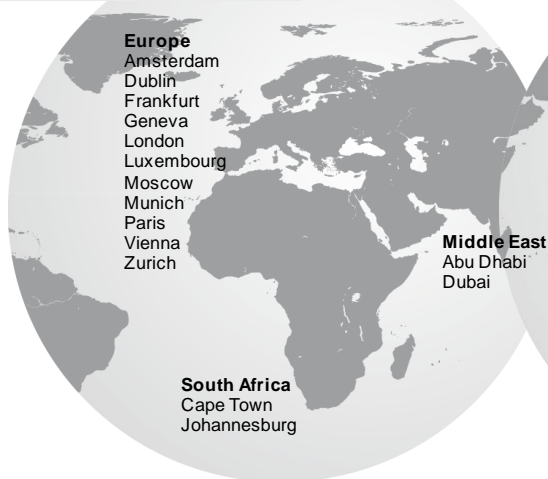 Europe
Amsterdam
Dublin
Frankfurt
Geneva
London
Luxembourg
Moscow
Munich
Paris
Vienna
Zurich
Middle East
Abu Dhabi
Dubai
South Africa
Cape Town
Johannesburg